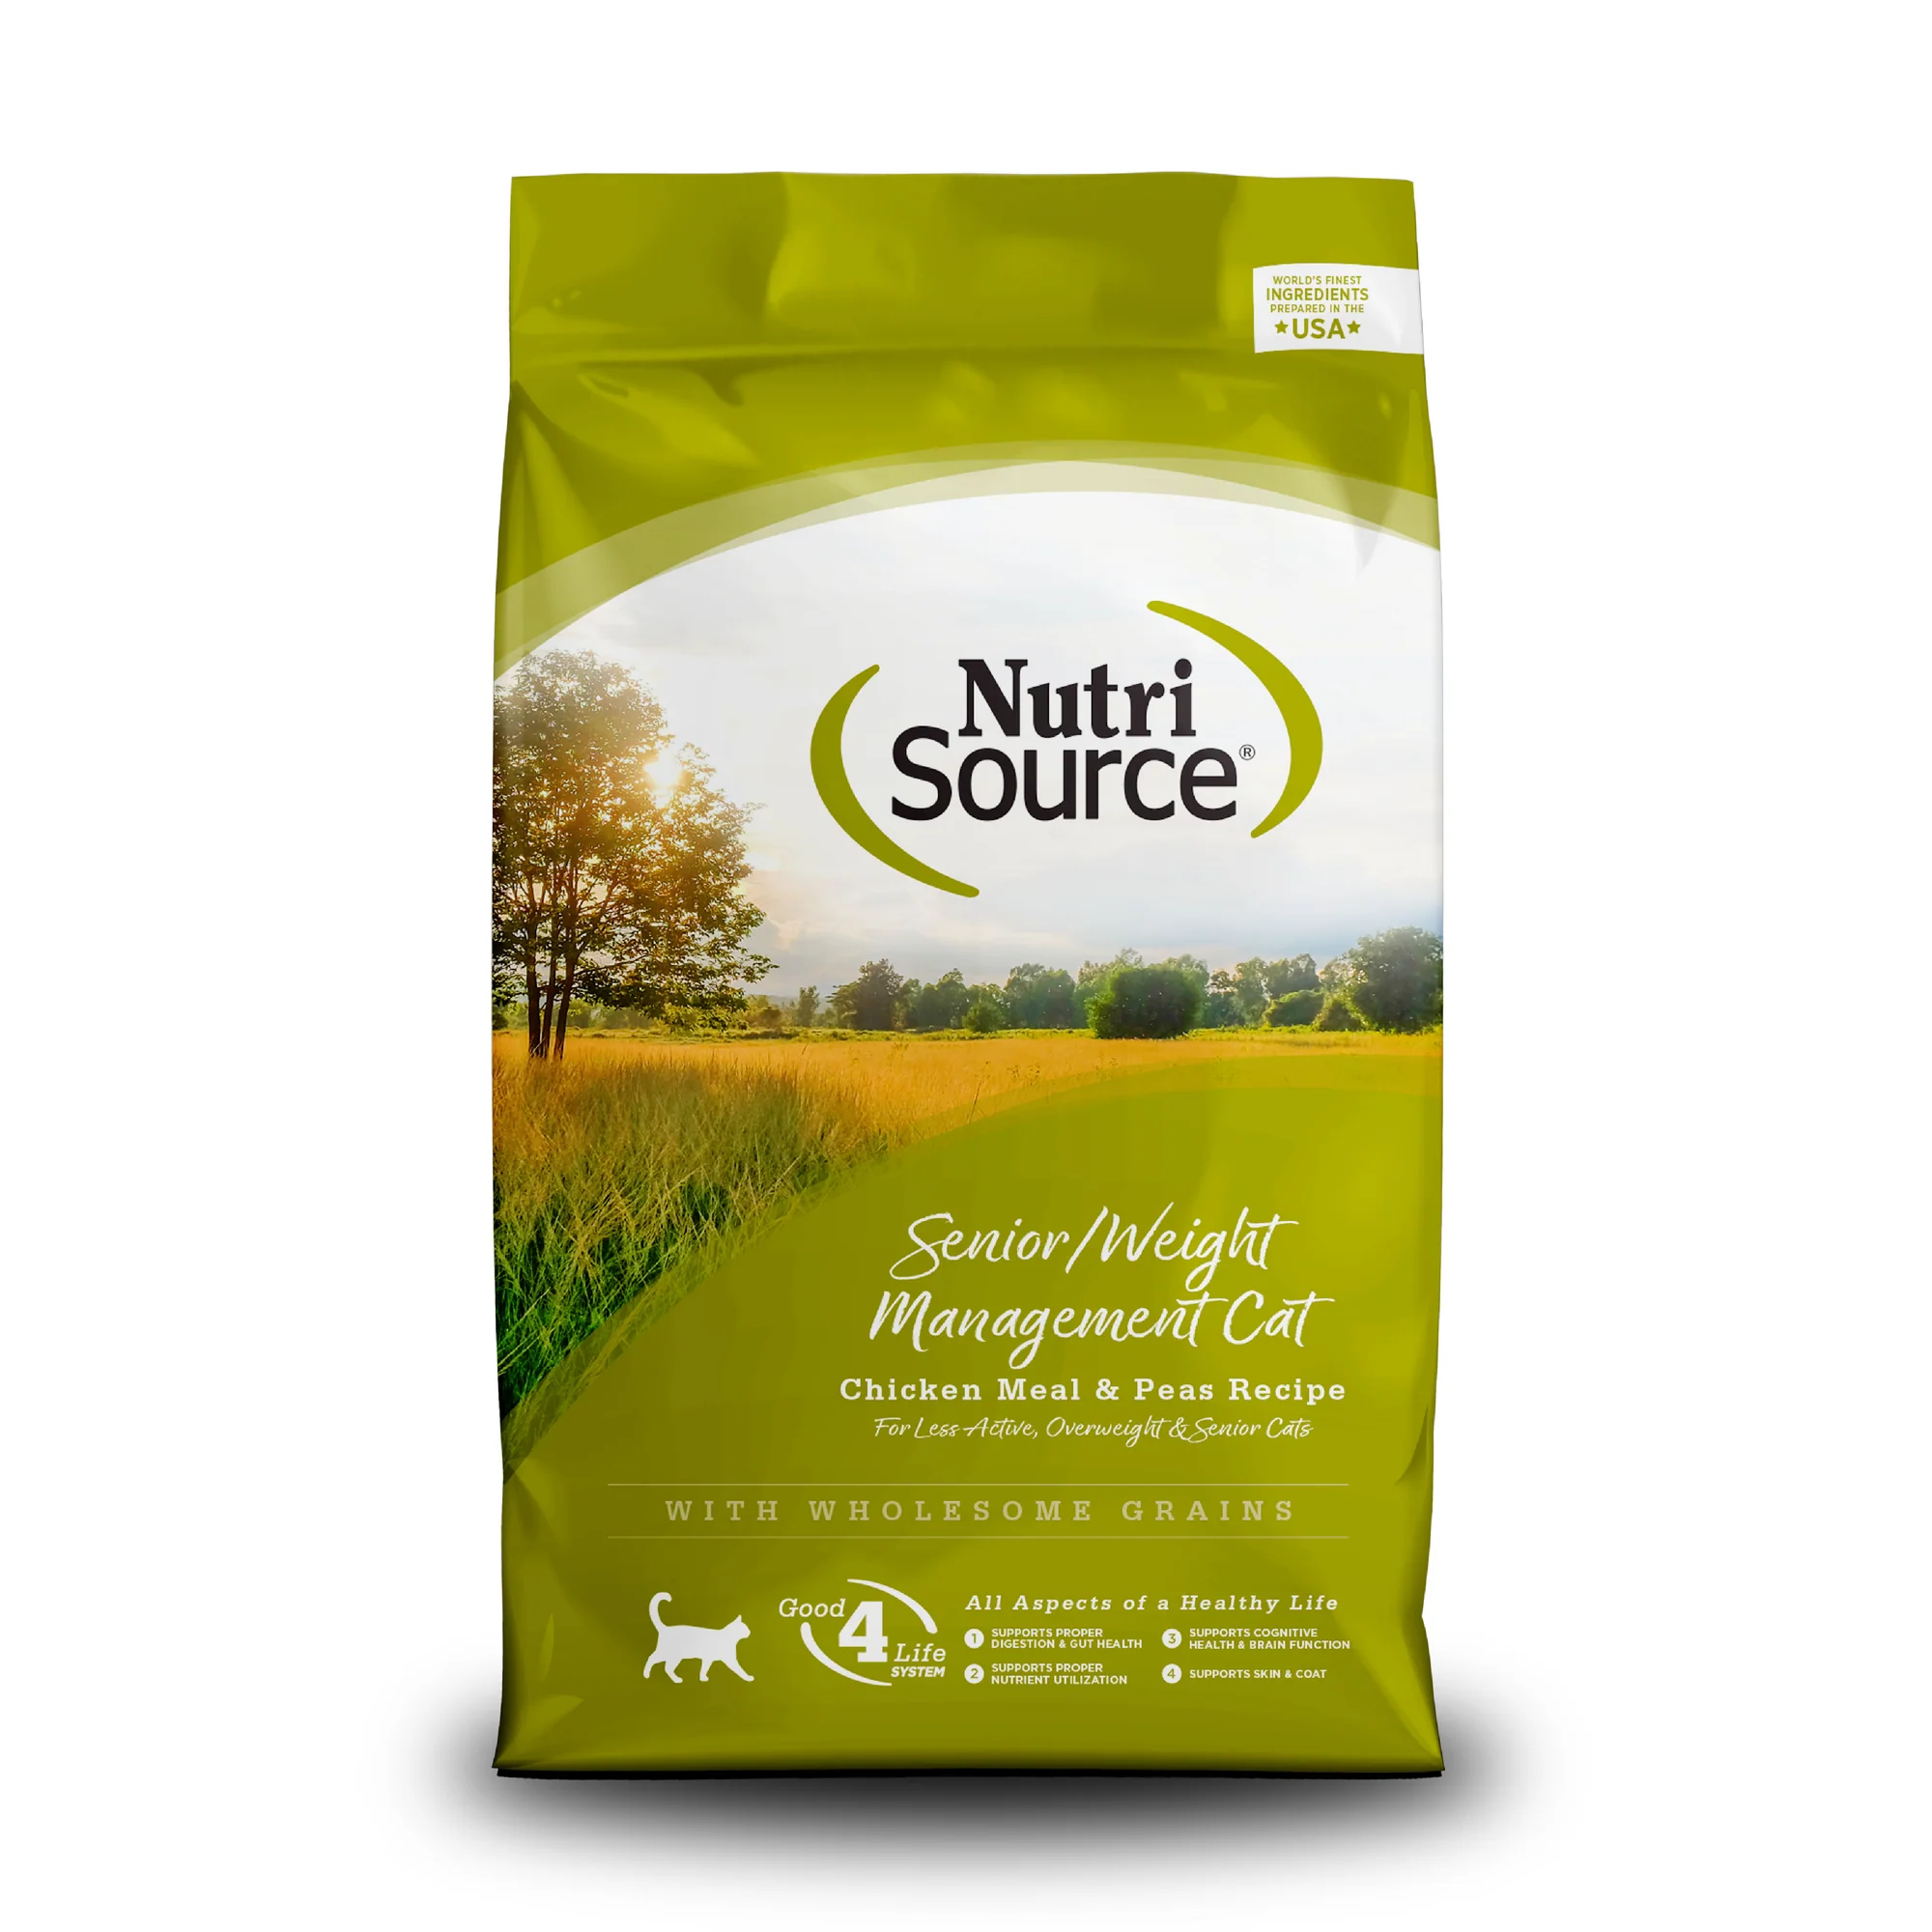 WORLD'S FINEST
INGREDIENTS
PREPARED IN THE
★USA★
Nutri
Source®
Senior/Weight
Management Cat
Chicken Meal & Peas Recipe
For Less Active, Overweight & Senior Cats
WITH WHOLESOME GRAINS
Good
4
Life
SYSTEM
All Aspects of a Healthy Life
1 SUPPORTS PROPER
DIGESTION & GUT HEALTH
2 SUPPORTS PROPER
NUTRIENT UTILIZATION
3 SUPPORTS COGNITIVE
HEALTH & BRAIN FUNCTION
4 SUPPORTS SKIN & COAT